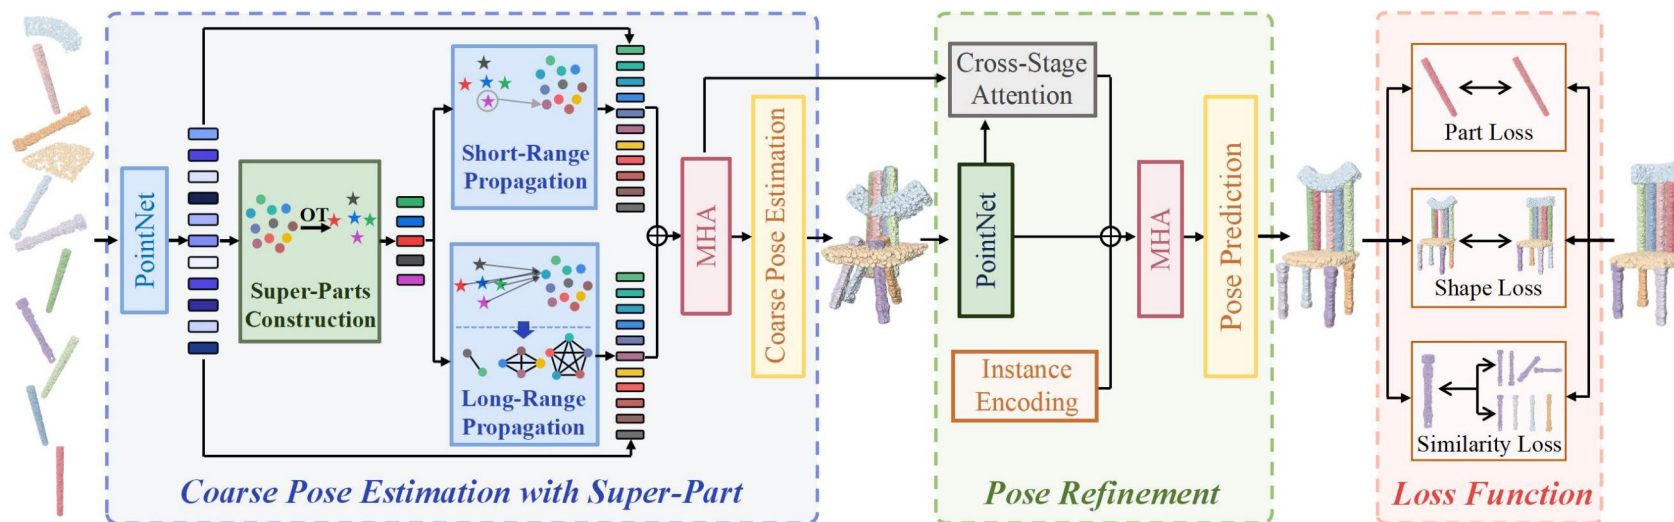 PointNet
OT
Super-Parts
Construction
Short-Range
Propagation
Long-Range
Propagation
MHA
Coarse Pose Estimation
Coarse Pose Estimation with Super-Part
Cross-Stage
Attention
PointNet
Instance
Encoding
MHA
Pose Prediction
Pose Refinement
Part Loss
Shape Loss
Similarity Loss
Loss Function